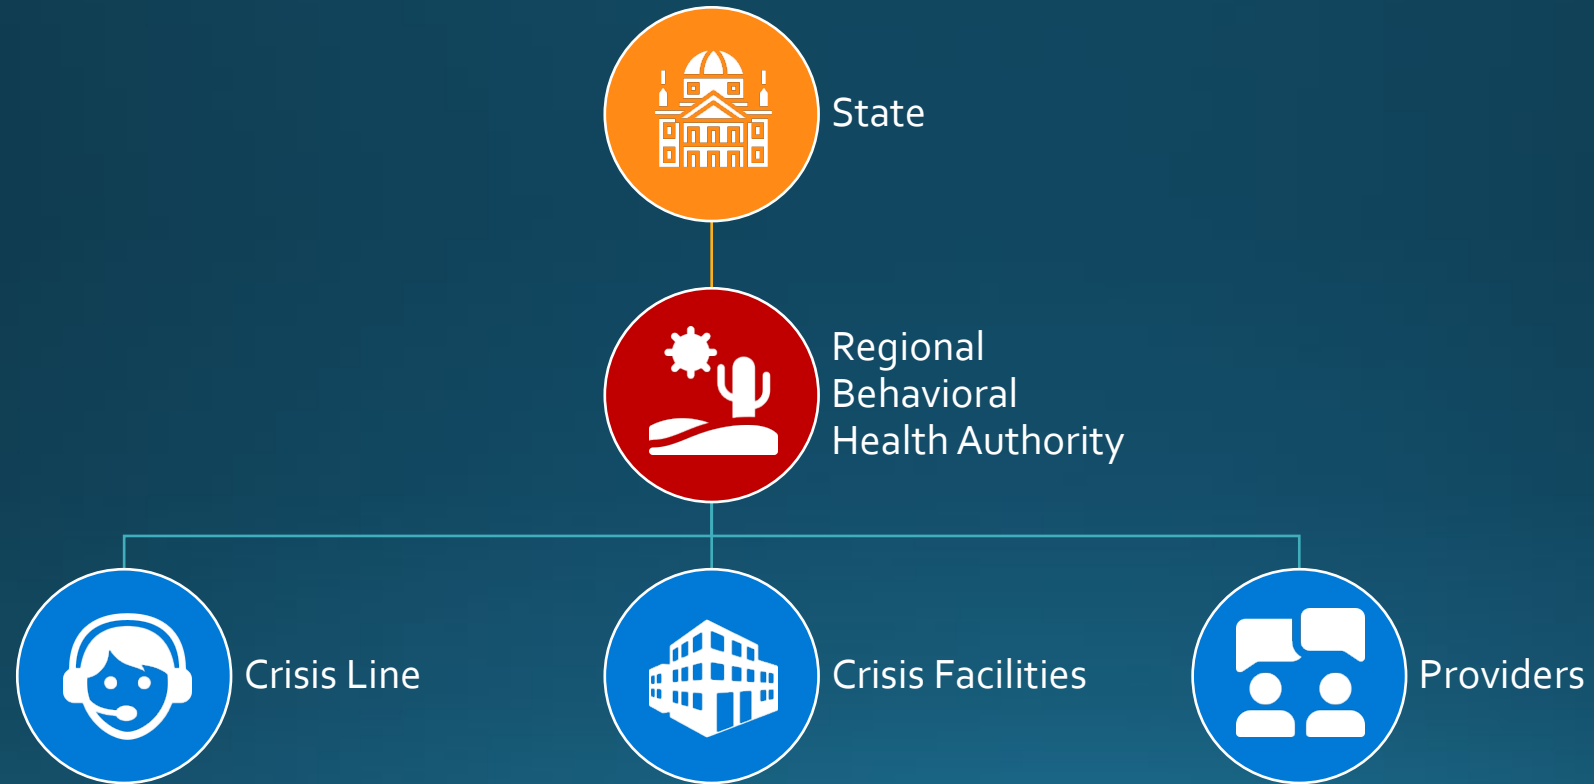 State
Regional
Behavioral
Health Authority
Crisis Line
Crisis Facilities
Providers